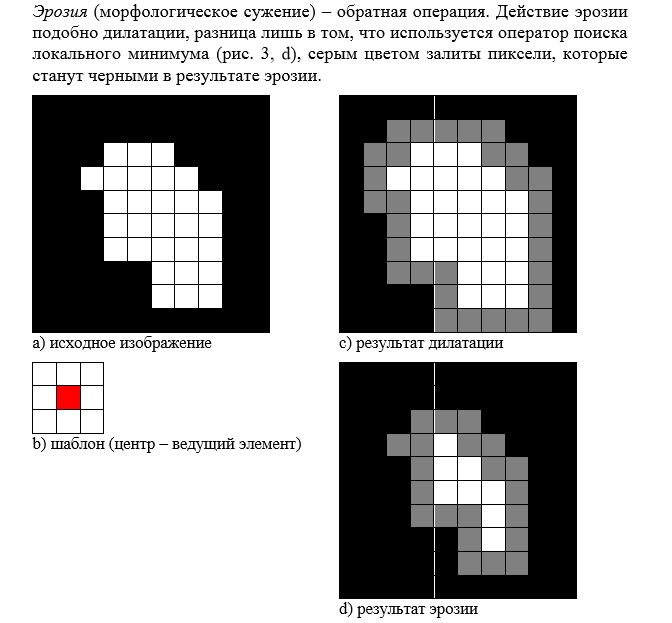 Эрозия (морфологическое сужение) – обратная операция. Действие эрозии
подобно дилатации, разница лишь в том, что используется оператор поиска
локального минимума (рис. 3, d), серым цветом залиты пиксели, которые
станут черными в результате эрозии.
a) исходное изображение
c) результат дилатации
b) шаблон (центр – ведущий элемент)
d) результат эрозии